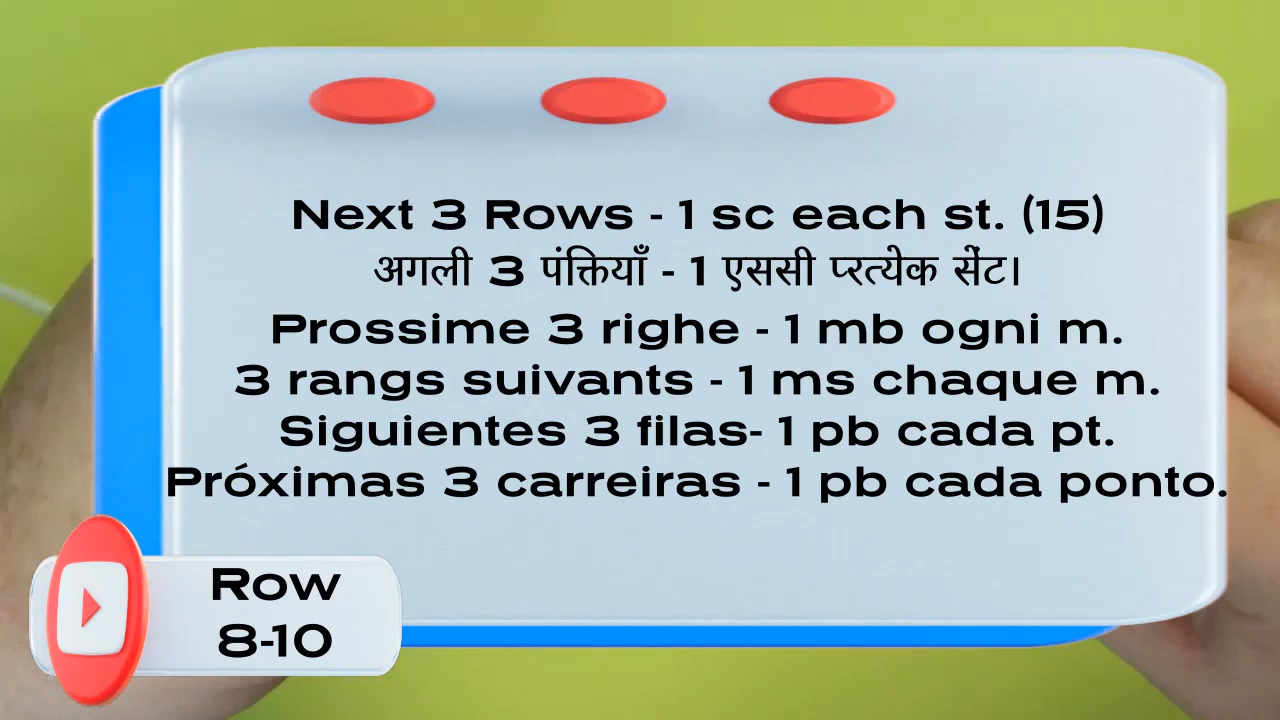 Next 3 Rows - 1 sc each st. (15)
अगली 3 पंक्तियाँ - 1 एससी प्रत्येक सेंट।
Prossime 3 righe - 1 mb ogni m.
3 rangs suivants - 1 ms chaque m.
Siguientes 3 filas- 1 pb cada pt.
Próximas 3 carreiras - 1 pb cada ponto.
Row
8-10